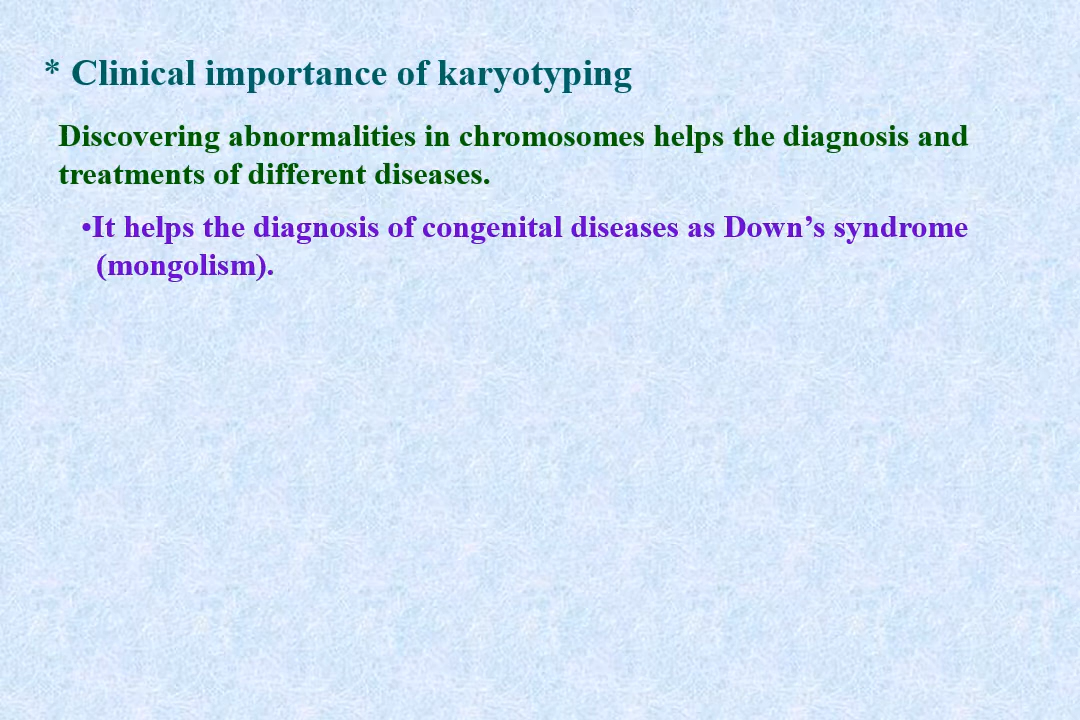 * Clinical importance of karyotyping
Discovering abnormalities in chromosomes helps the diagnosis and
treatments of different diseases.
•It helps the diagnosis of congenital diseases as Down’s syndrome
(mongolism).